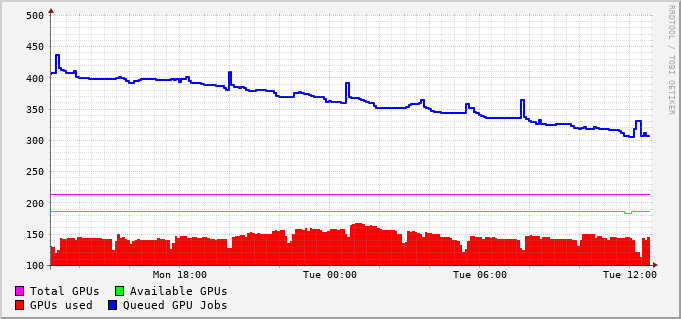 500
450
400
350
300
250
200
150
100
Mon 18:00 Tue 00:00 Tue 06:00 Tue 12:00
Total GPUs Available GPUs
GPUs used Queued GPU Jobs
RRDTOOL / TOBI OETIKER